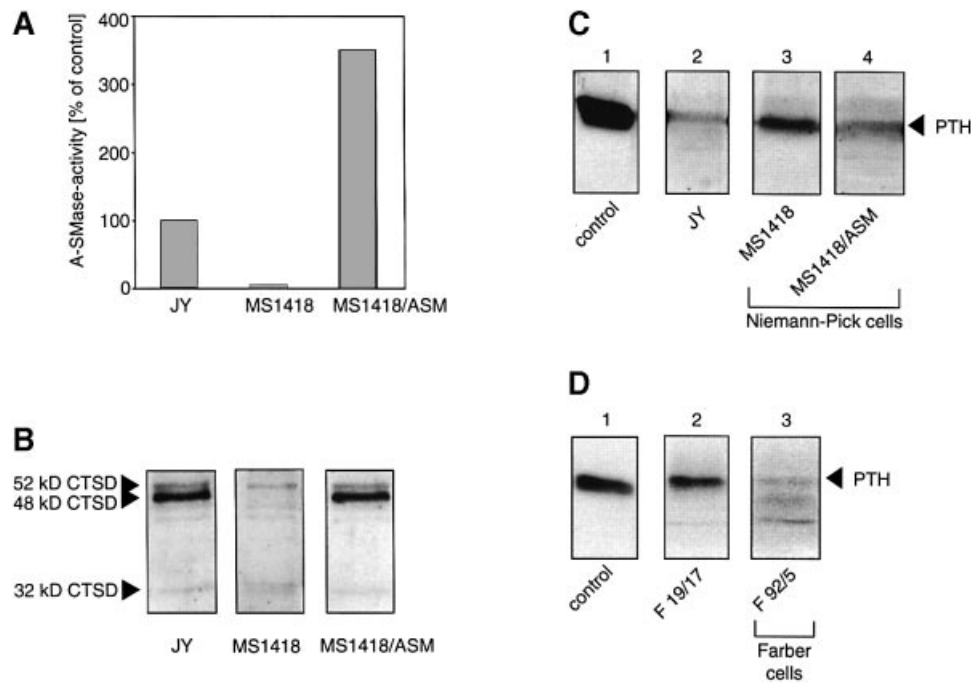 A
A-SMase-activity [% of control]
400
300
200
100
0
JY MS1418 MS1418/ASM
B
52 kD CTSD
48 kD CTSD
32 kD CTSD
JY MS1418 MS1418/ASM
C
1 2 3 4
PTH
control JY MS1418 MS1418/ASM
Niemann-Pick cells
D
1 2 3
PTH
control F 19/17 F 92/5
Farber
cells